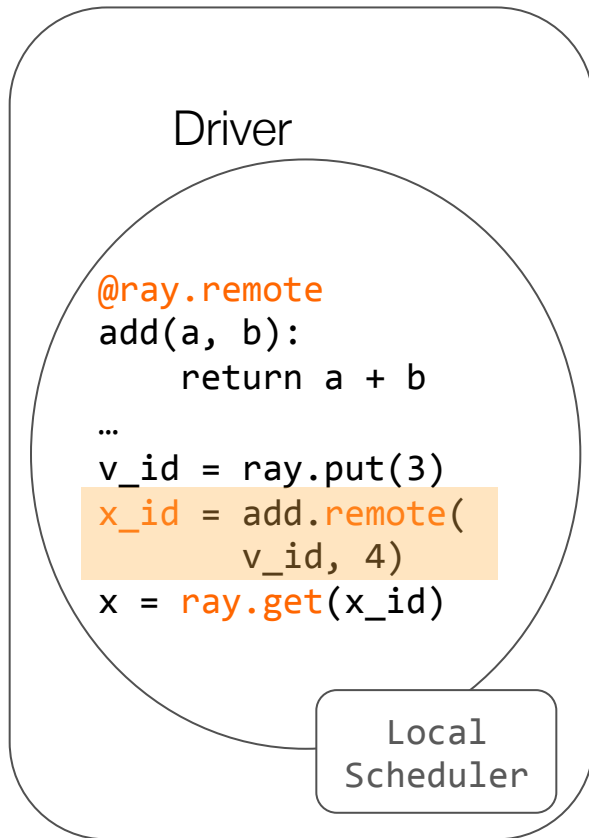 Driver
@ray.remote
add(a, b):
    return a + b
…
v_id = ray.put(3)
x_id = add.remote(
        v_id, 4)
x = ray.get(x_id)
Local
Scheduler